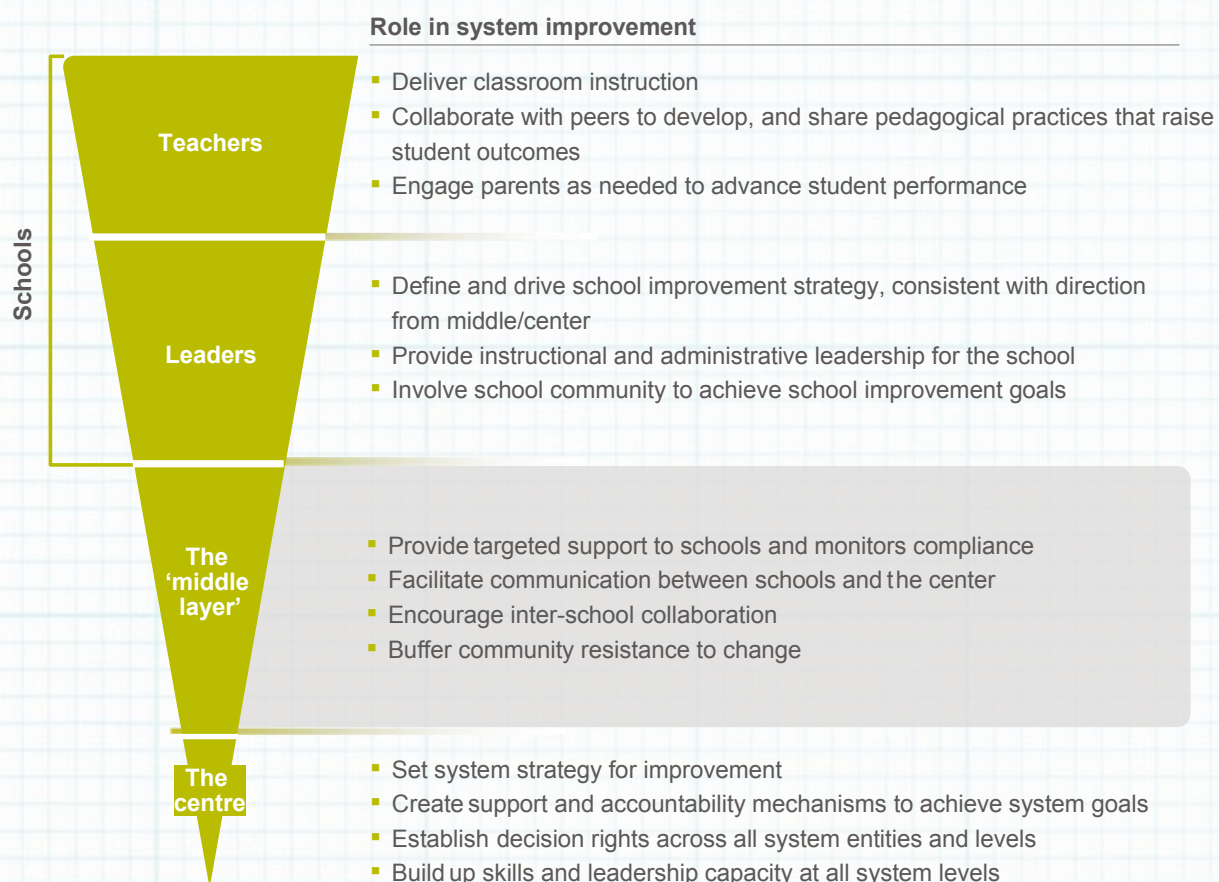 Role in system improvement
Schools
Teachers
▪ Deliver classroom instruction
▪ Collaborate with peers to develop, and share pedagogical practices that raise
student outcomes
▪ Engage parents as needed to advance student performance
Leaders
▪ Define and drive school improvement strategy, consistent with direction
from middle/center
▪ Provide instructional and administrative leadership for the school
▪ Involve school community to achieve school improvement goals
The
‘middle
layer’
▪ Provide targeted support to schools and monitors compliance
▪ Facilitate communication between schools and the center
▪ Encourage inter-school collaboration
▪ Buffer community resistance to change
The
centre
▪ Set system strategy for improvement
▪ Create support and accountability mechanisms to achieve system goals
▪ Establish decision rights across all system entities and levels
▪ Build up skills and leadership capacity at all system levels